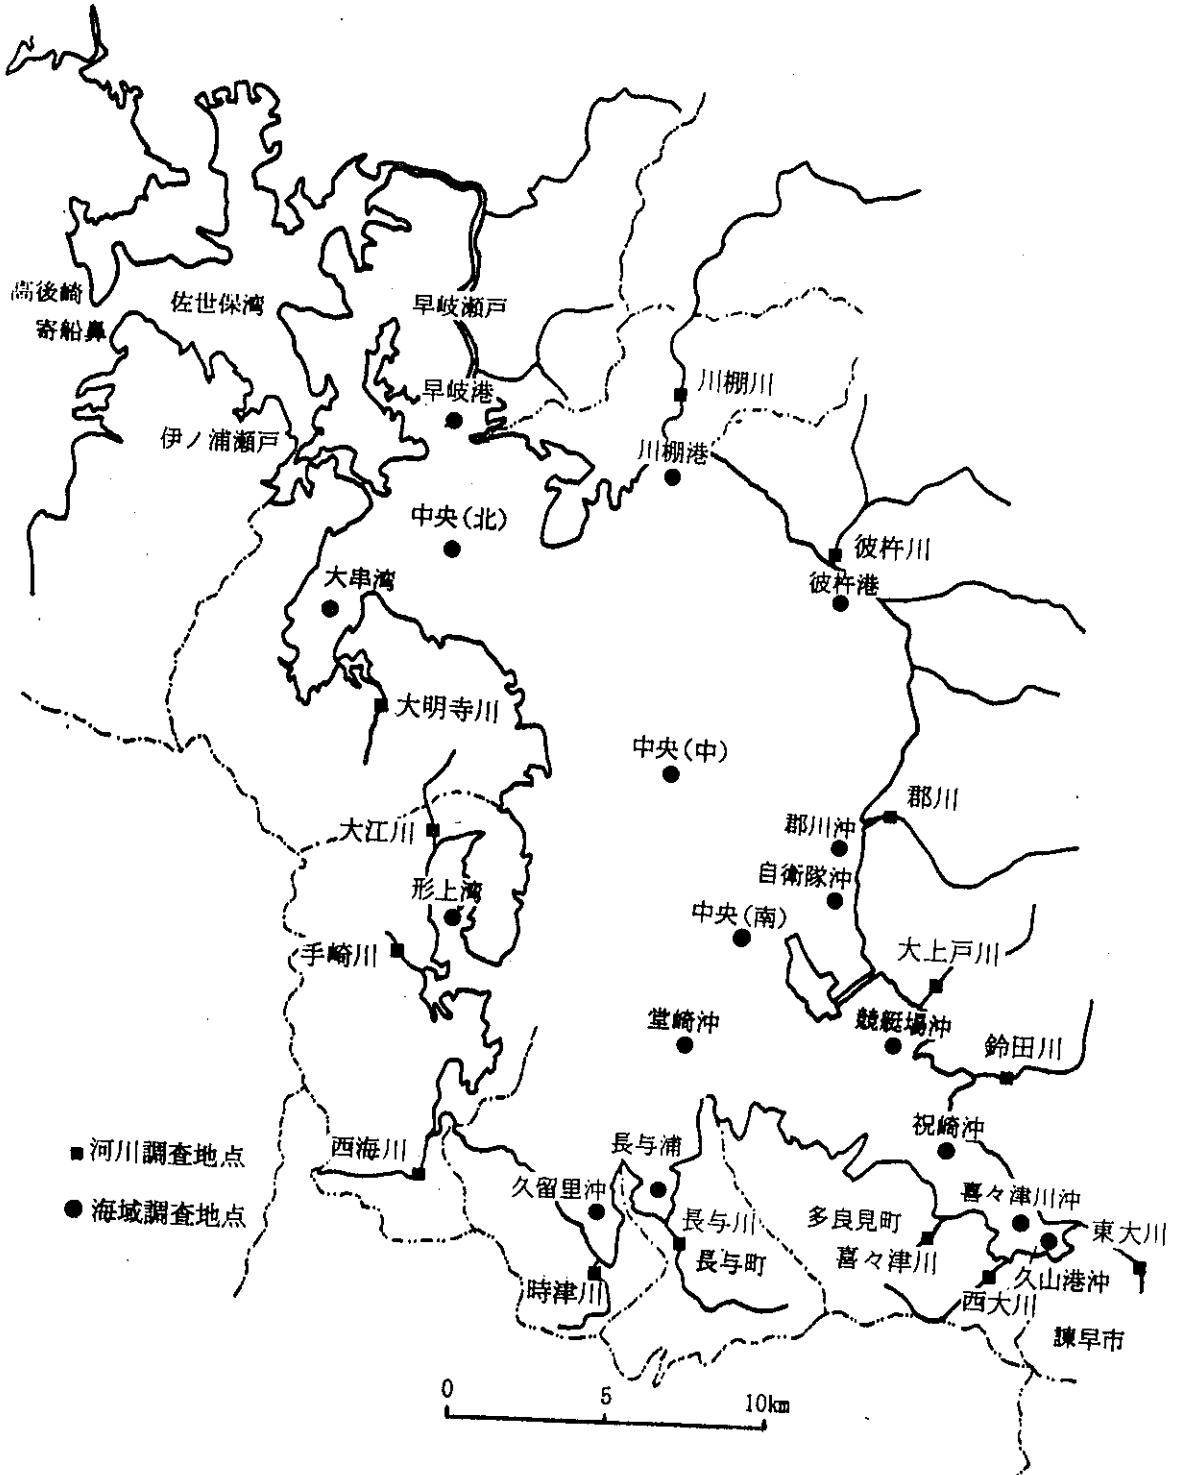 高後崎
佐世保湾
早岐瀬戸
寄船鼻
川棚川
早岐港
伊ノ浦瀬戸
川棚港
中央(北)
彼杵川
大串湾
彼杵港
大明寺川
中央(中)
郡川
大江川
郡川沖
自衛隊沖
形上湾
中央(南)
手崎川
大上戸川
堂崎沖
競艇場沖
鈴田川
祝崎沖
長与浦
西海川
■河川調査地点
久留里沖
喜々津川沖
●海域調査地点
長与川
多良見町
東大川
長与町
喜々津川
時津川
久山港沖
西大川
諫早市
0 5 10km